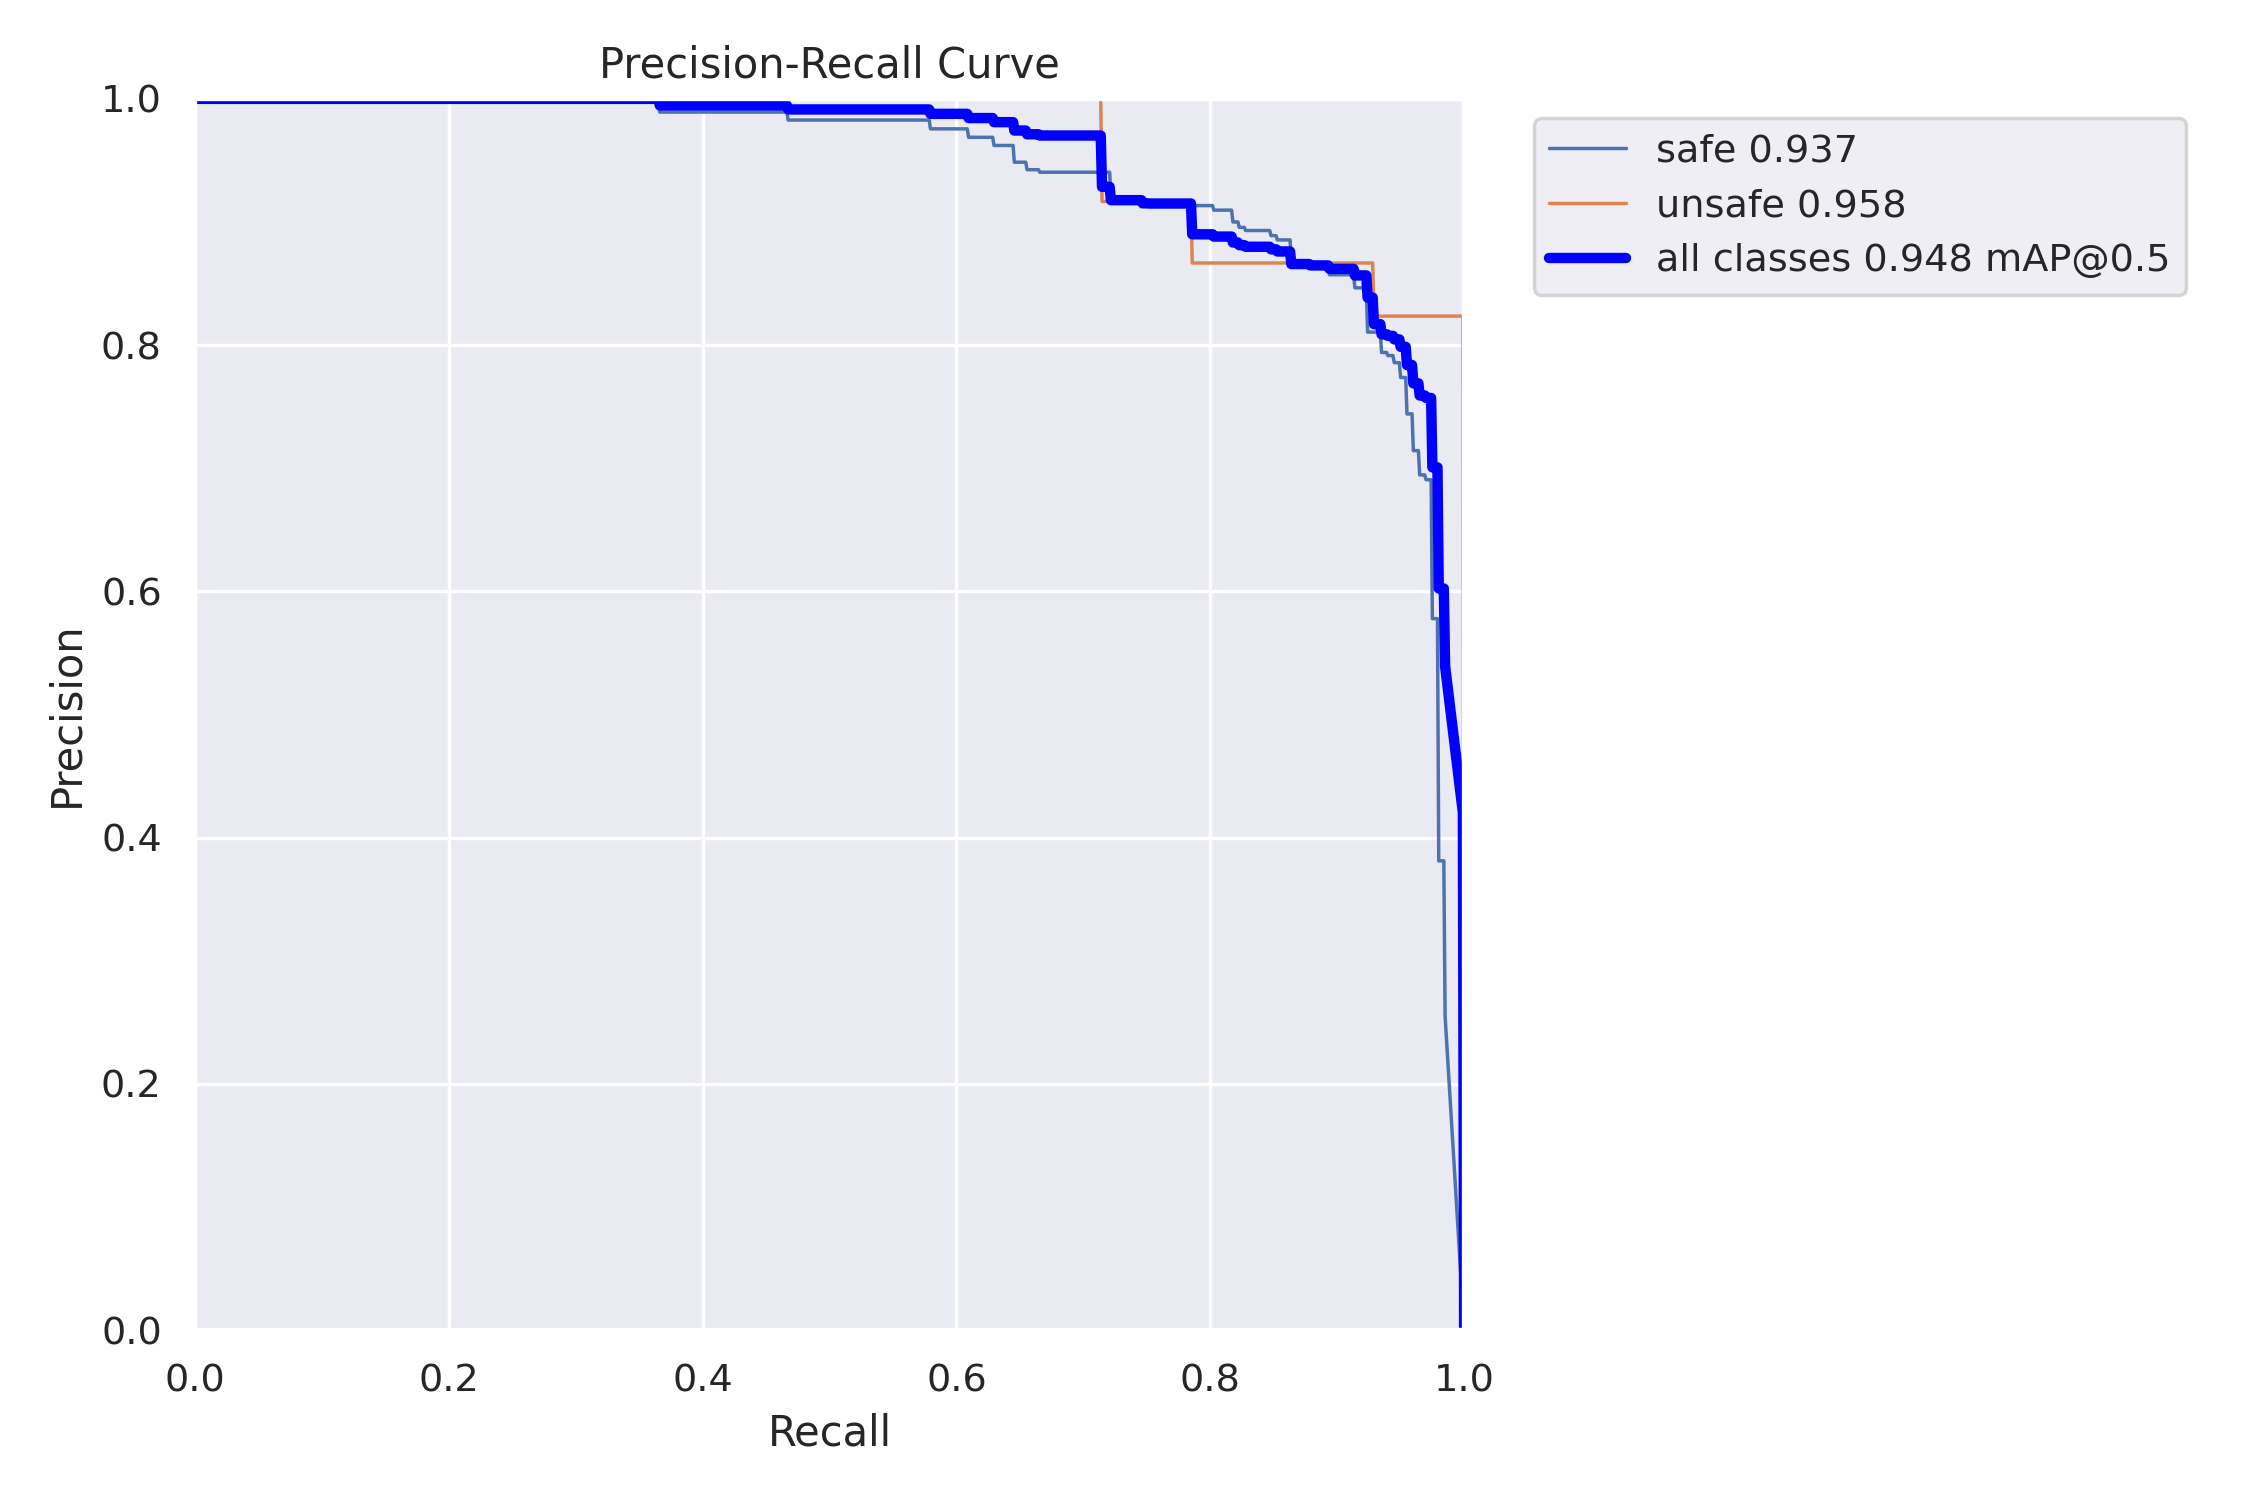 Precision-Recall Curve
1.0
0.8
0.6
0.4
0.2
0.0
Precision
0.0 0.2 0.4 0.6 0.8 1.0
Recall
safe 0.937
unsafe 0.958
all classes 0.948 mAP@0.5